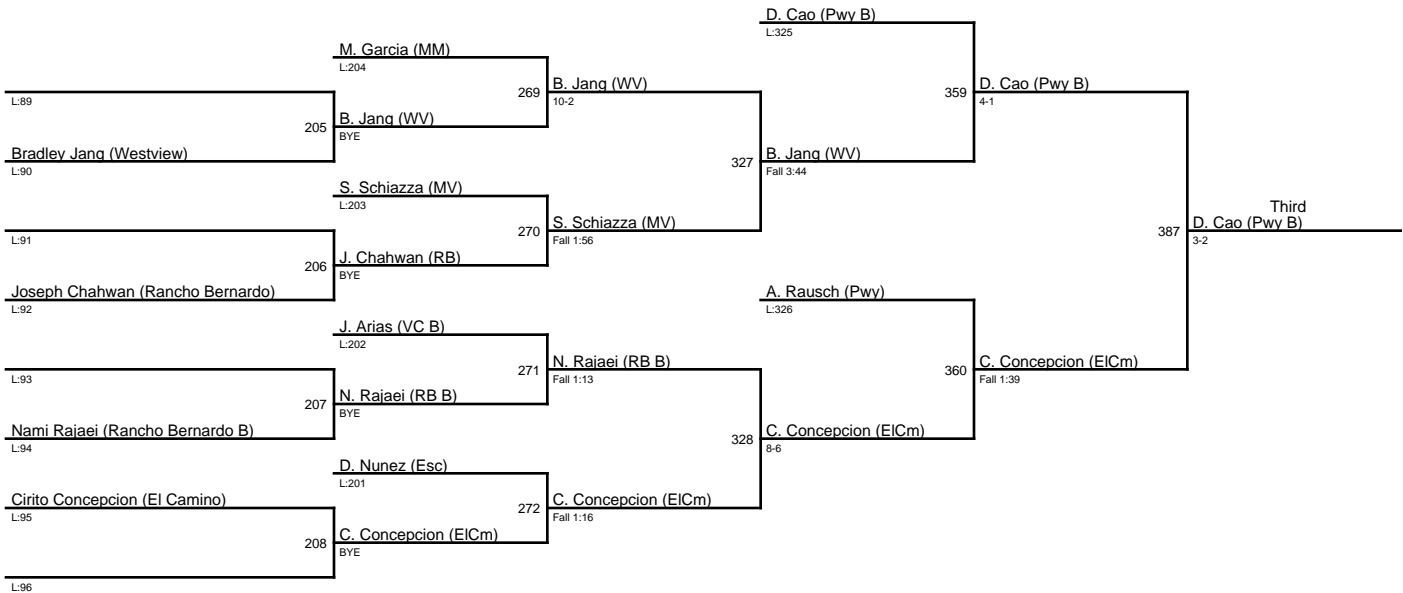 D. Cao (Pwy B)
L:325
M. Garcia (MM)
L:204
B. Jang (WV)
10-2
269
D. Cao (Pwy B)
4-1
359
L:89
B. Jang (WV)
BYE
205
Bradley Jang (Westview)
L:90
B. Jang (WV)
Fall 3:44
327
S. Schiazza (MV)
L:203
Third
D. Cao (Pwy B)
3-2
387
L:91
S. Schiazza (MV)
Fall 1:56
270
J. Chahwan (RB)
BYE
206
Joseph Chahwan (Rancho Bernardo)
L:92
A. Rausch (Pwy)
L:326
J. Arias (VC B)
L:202
L:93
N. Rajaei (RB B)
Fall 1:13
271
C. Concepcion (ElCm)
Fall 1:39
360
N. Rajaei (RB B)
BYE
207
Nami Rajaei (Rancho Bernardo B)
L:94
C. Concepcion (ElCm)
8-6
328
D. Nunez (Esc)
L:201
Cirito Concepcion (El Camino)
L:95
C. Concepcion (ElCm)
Fall 1:16
272
C. Concepcion (ElCm)
BYE
208
L:96